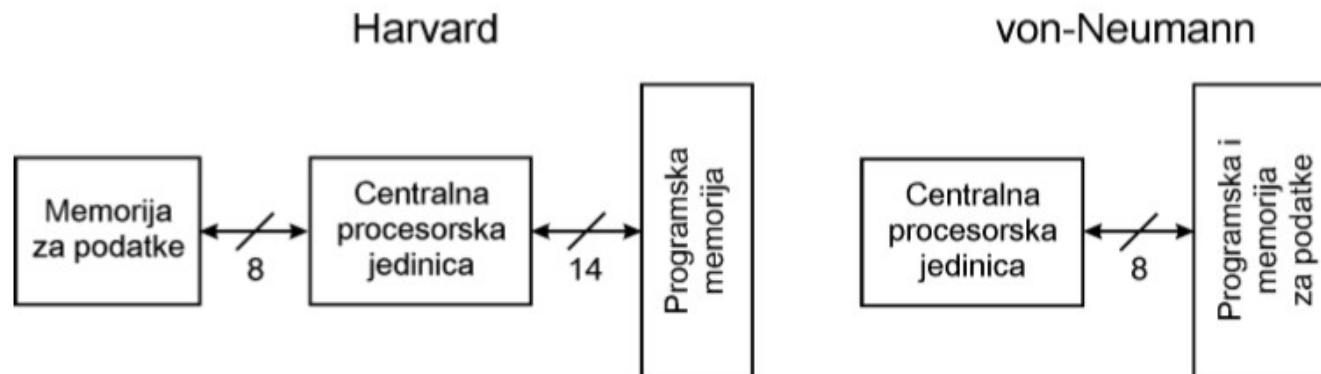 Harvard
von-Neumann
Memorija
za podatke
8
Centralna
procesorska
jedinica
14
Programska
memorija
Centralna
procesorska
jedinica
8
Programska i
memorija
za podatke